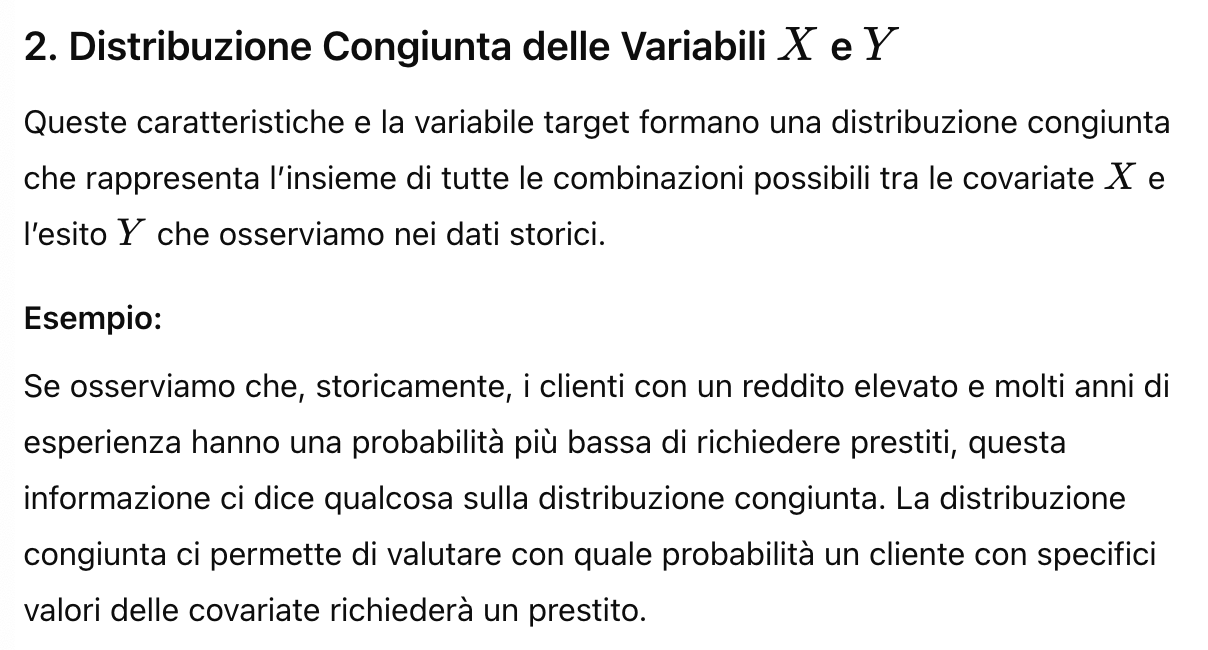 2. Distribuzione Congiunta delle Variabili X e Y
Queste caratteristiche e la variabile target formano una distribuzione congiunta
che rappresenta l’insieme di tutte le combinazioni possibili tra le covariate X e
l’esito Y che osserviamo nei dati storici.
Esempio:
Se osserviamo che, storicamente, i clienti con un reddito elevato e molti anni di
esperienza hanno una probabilità più bassa di richiedere prestiti, questa
informazione ci dice qualcosa sulla distribuzione congiunta. La distribuzione
congiunta ci permette di valutare con quale probabilità un cliente con specifici
valori delle covariate richiederà un prestito.